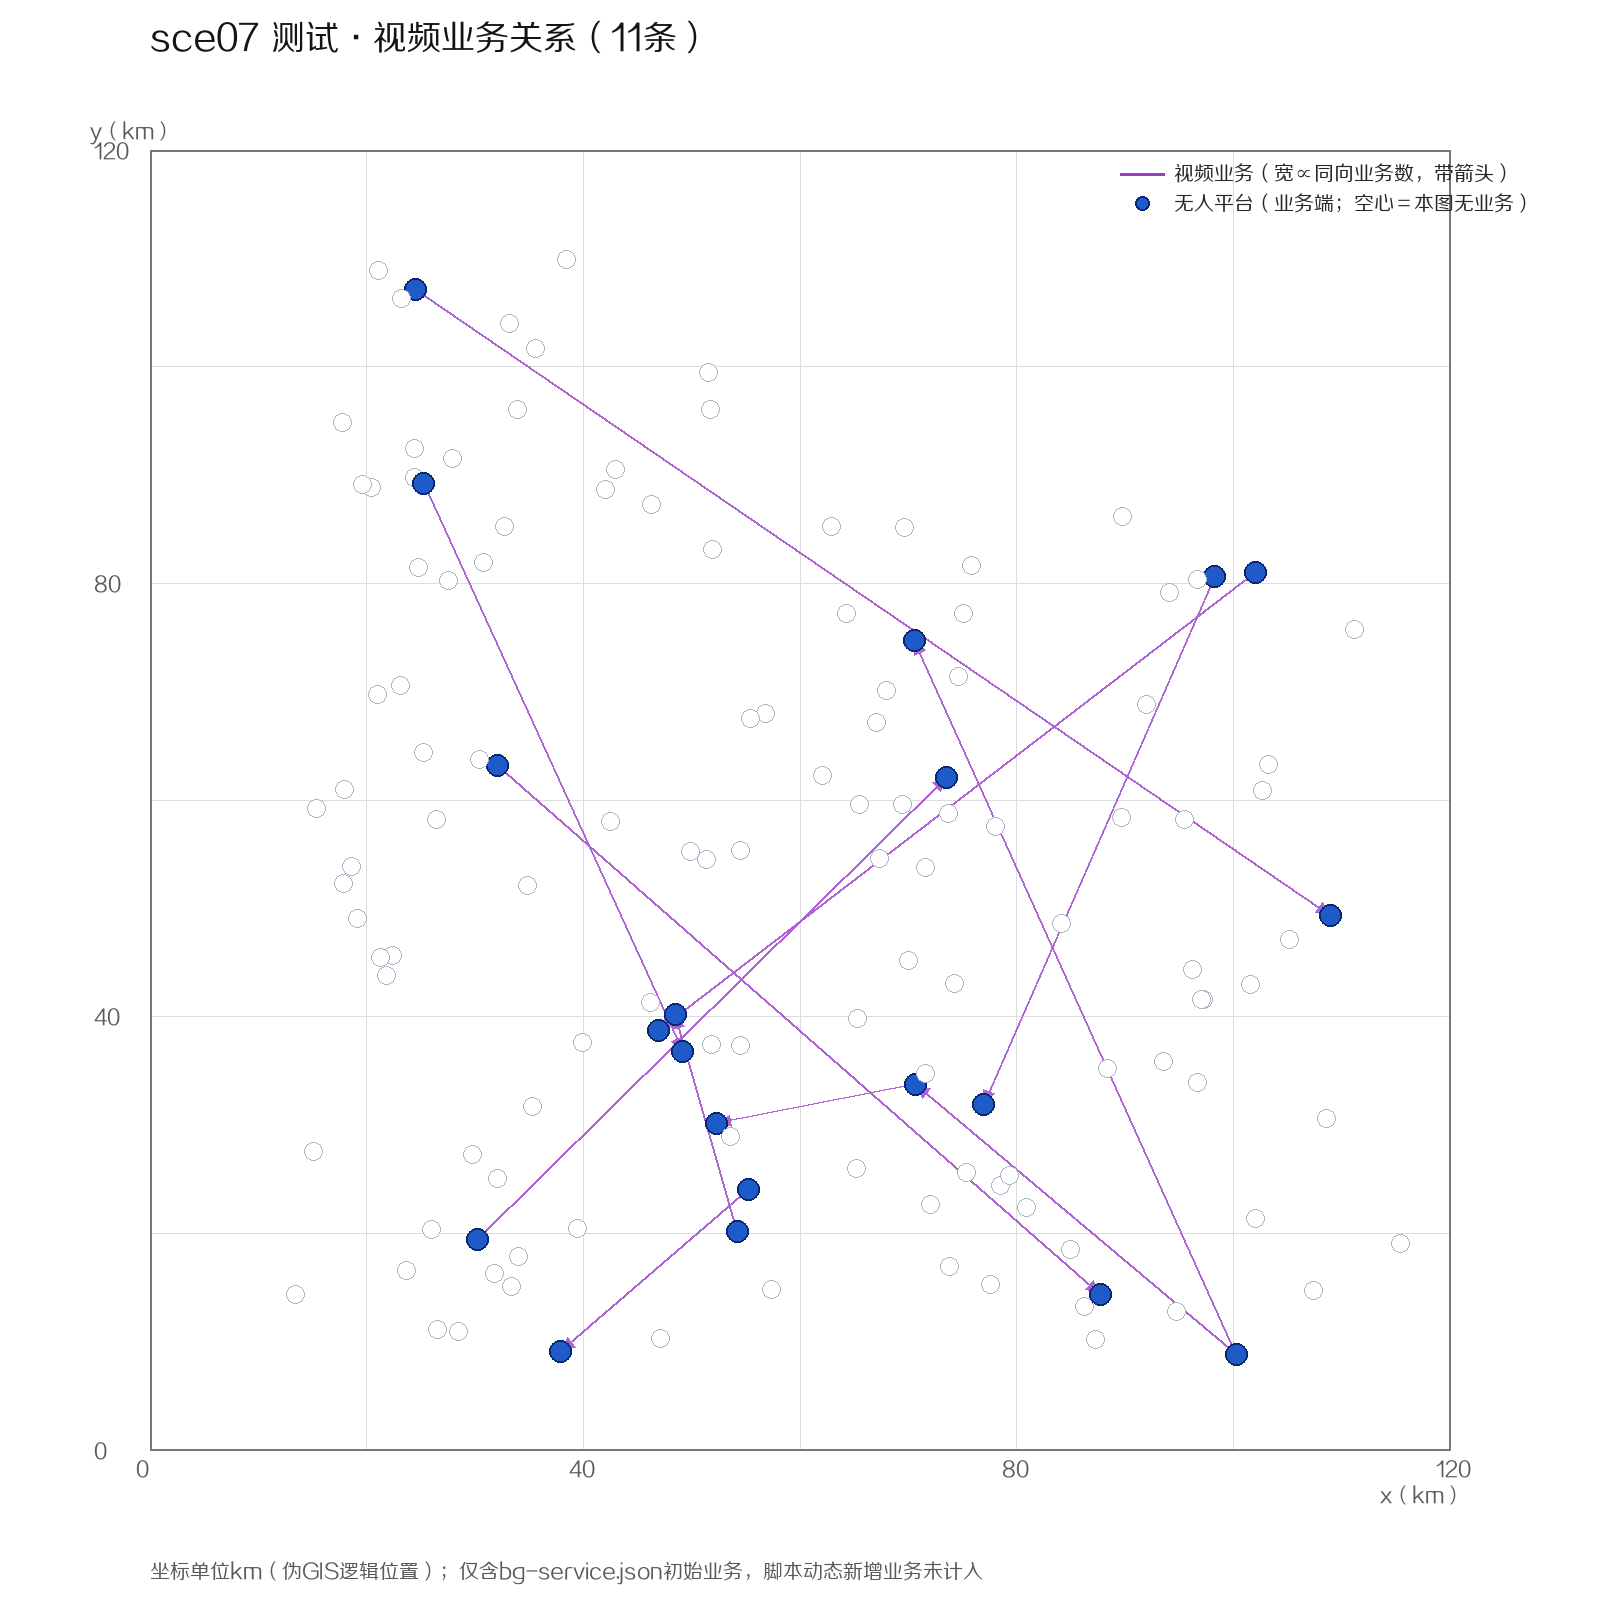 sce07 测试·视频业务关系（11条）
y（km）
120
视频业务（宽∝同向业务数，带箭头）
无人平台（业务端；空心＝本图无业务）
80
40
0
0
40
80
120
x（km）
坐标单位km（伪GIS逻辑位置）；仅含bg-service.json初始业务，脚本动态新增业务未计入